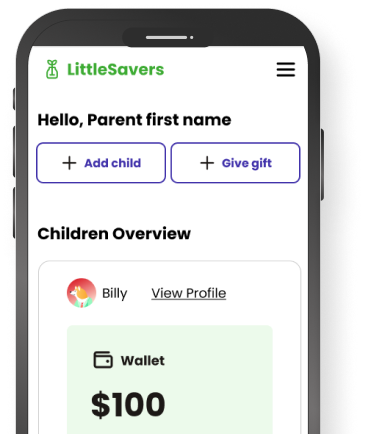 LittleSavers
Hello, Parent first name
+ Add child + Give gift
Children Overview
Billy View Profile
Wallet
$100